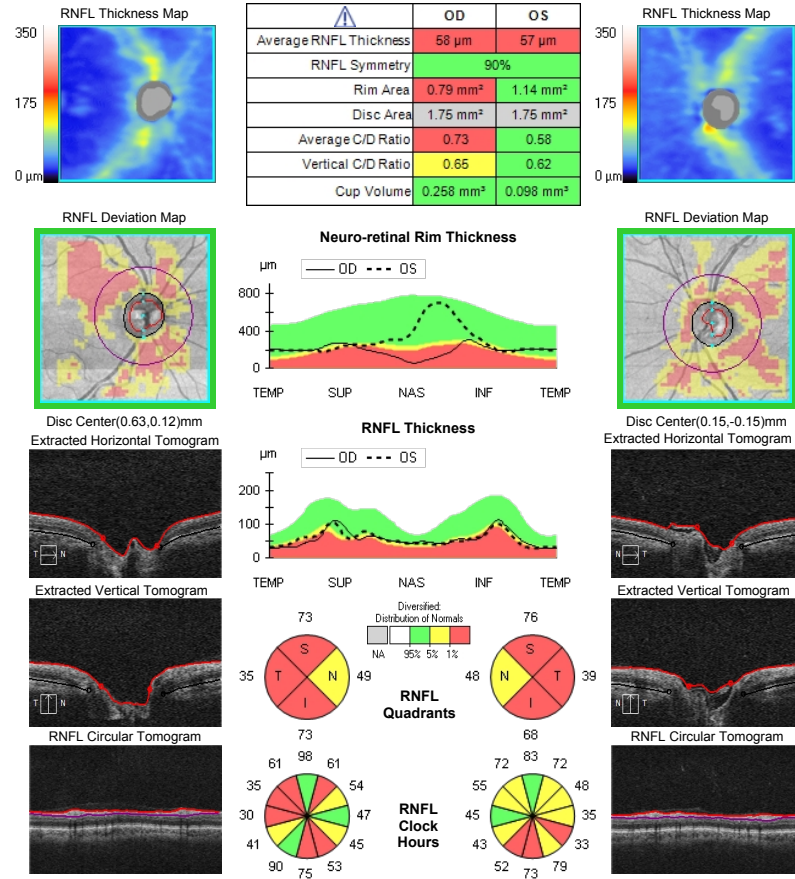 RNFL Thickness Map
350
175
0 µm
OD OS
Average RNFL Thickness 58 µm 57 µm
RNFL Symmetry 90%
Rim Area 0.79 mm² 1.14 mm²
Disc Area 1.75 mm² 1.75 mm²
Average C/D Ratio 0.73 0.58
Vertical C/D Ratio 0.65 0.62
Cup Volume 0.258 mm³ 0.098 mm³
RNFL Thickness Map
350
175
0 µm
RNFL Deviation Map
Disc Center(0.63,0.12)mm
Neuro-retinal Rim Thickness
µm
OD OS
800
400
0
TEMP SUP NAS INF TEMP
RNFL Deviation Map
Disc Center(0.15,-0.15)mm
Extracted Horizontal Tomogram
T N
RNFL Thickness
µm
OD OS
200
100
0
TEMP SUP NAS INF TEMP
Extracted Horizontal Tomogram
N T
Extracted Vertical Tomogram
T N
Diversified:
Distribution of Normals
NA 95% 5% 1%
73
S
35 T N 49
I
73
RNFL
Quadrants
76
S
48 N T 39
I
68
Extracted Vertical Tomogram
N T
RNFL Circular Tomogram
98
61 61
35 54
30 47
41 45
90 53
75
RNFL
Clock
Hours
83
72 72
55 48
45 35
43 33
52 79
73
RNFL Circular Tomogram